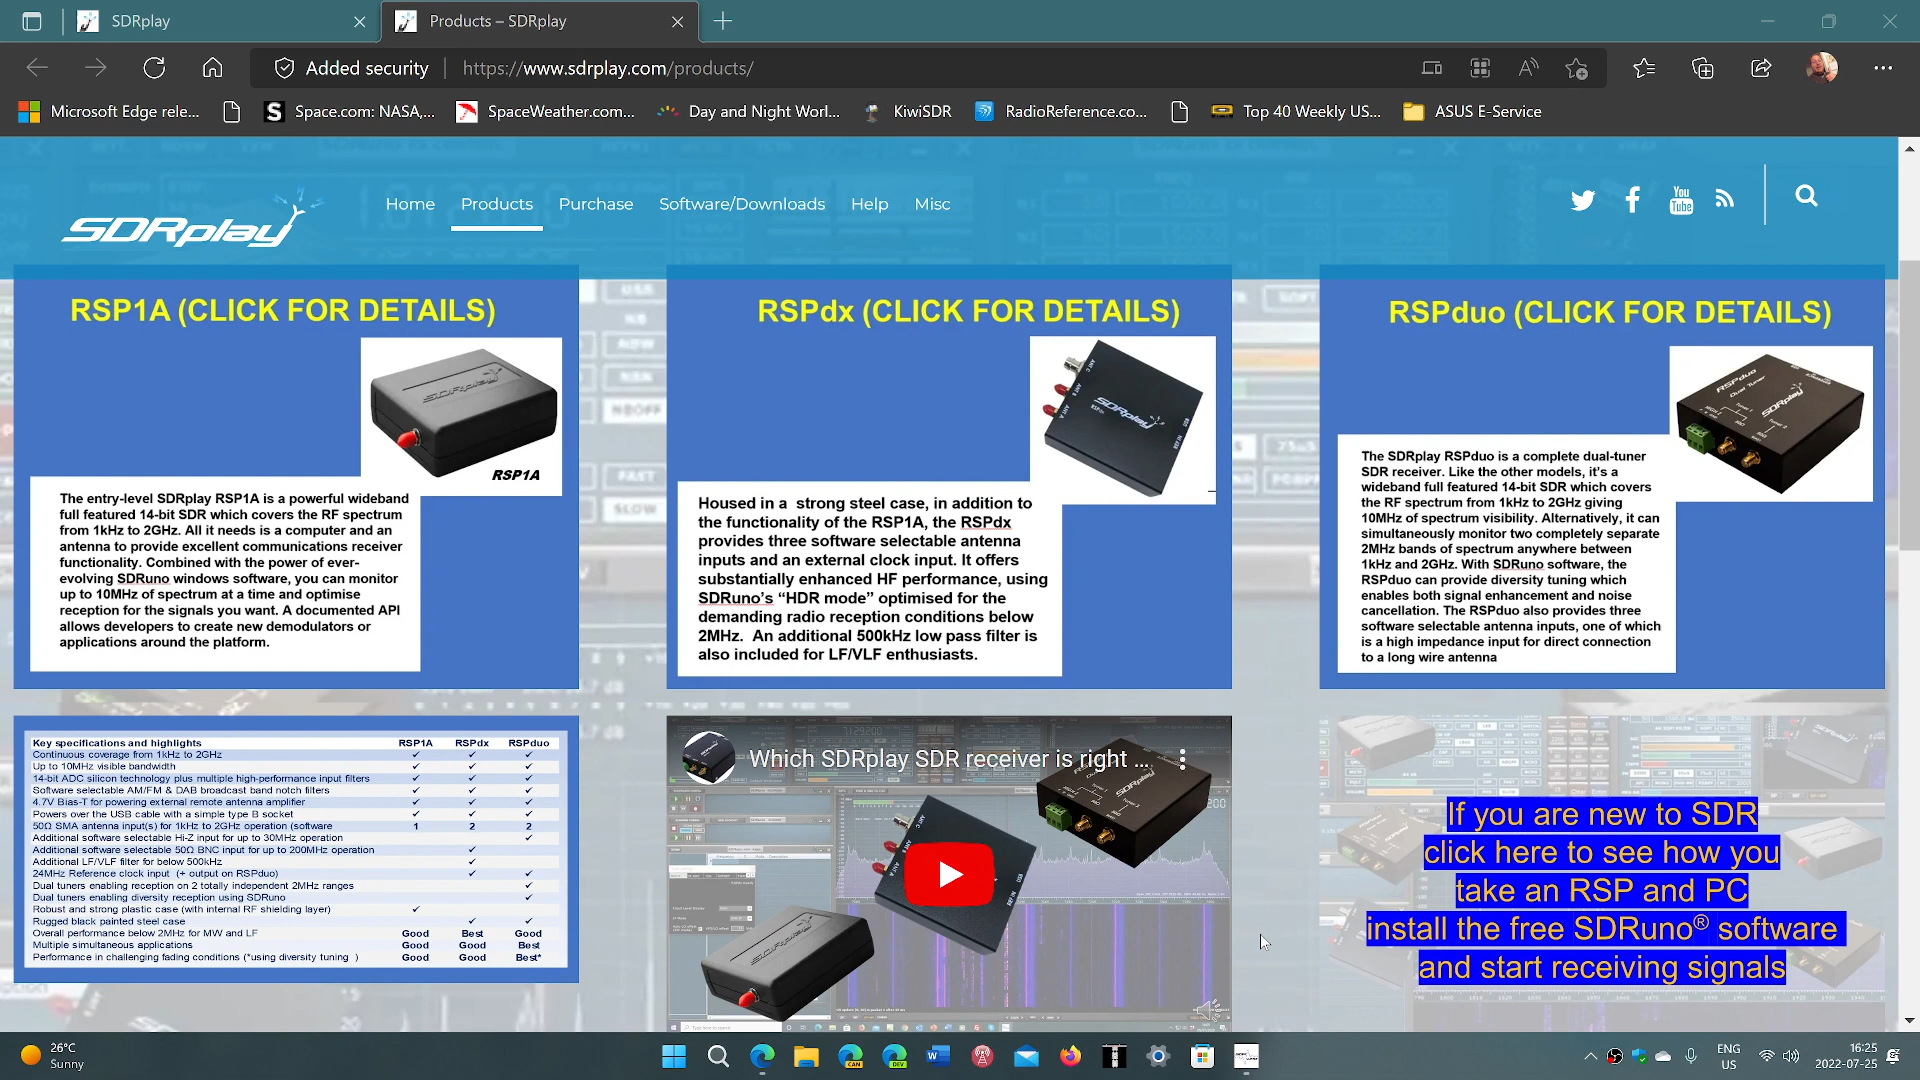 SDRplay
Products – SDRplay
Added security
https://www.sdrplay.com/products/
Microsoft Edge rele...
Space.com: NASA,...
SpaceWeather.com...
Day and Night Worl...
KiwiSDR
RadioReference.co...
Top 40 Weekly US...
ASUS E-Service
SDRplay
Home
Products
Purchase
Software/Downloads
Help
Misc
You
Tube
RSP1A (CLICK FOR DETAILS)
SDRplay
RSP1A
The entry-level SDRplay RSP1A is a powerful wideband
full featured 14-bit SDR which covers the RF spectrum
from 1kHz to 2GHz. All it needs is a computer and an
antenna to provide excellent communications receiver
functionality. Combined with the power of ever-
evolving SDRuno windows software, you can monitor
up to 10MHz of spectrum at a time and optimise
reception for the signals you want. A documented API
allows developers to create new demodulators or
applications around the platform.
RSPdx (CLICK FOR DETAILS)
ANT C
ANT B
ANT A
SDRplay
RSPdx
Housed in a strong steel case, in addition to
the functionality of the RSP1A, the RSPdx
provides three software selectable antenna
inputs and an external clock input. It offers
substantially enhanced HF performance, using
SDRuno's “HDR mode” optimised for the
demanding radio reception conditions below
2MHz. An additional 500kHz low pass filter is
also included for LF/VLF enthusiasts.
RSPduo (CLICK FOR DETAILS)
RSPduo
Dual Tuner
SDRplay
The SDRplay RSPduo is a complete dual-tuner
SDR receiver. Like the other models, it's a
wideband full featured 14-bit SDR which covers
the RF spectrum from 1kHz to 2GHz giving
10MHz of spectrum visibility. Alternatively, it can
simultaneously monitor two completely separate
2MHz bands of spectrum anywhere between
1kHz and 2GHz. With SDRuno software, the
RSPduo can provide diversity tuning which
enables both signal enhancement and noise
cancellation. The RSPduo also provides three
software selectable antenna inputs, one of which
is a high impedance input for direct connection
to a long wire antenna
Key specifications and highlights RSP1A RSPdx RSPduo
Continuous coverage from 1kHz to 2GHz ✓ ✓ ✓
Up to 10MHz visible bandwidth ✓ ✓ ✓
14-bit ADC silicon technology plus multiple high-performance input filters ✓ ✓ ✓
Software selectable AM/FM & DAB broadcast band notch filters ✓ ✓ ✓
4.7V Bias-T for powering external remote antenna amplifier ✓ ✓ ✓
Powers over the USB cable with a simple type B socket ✓ ✓ ✓
50Ω SMA antenna input(s) for 1kHz to 2GHz operation (software 1 2 2
Additional software selectable Hi-Z input for up to 30MHz operation ✓
Additional software selectable 50Ω BNC input for up to 200MHz operation ✓
Additional LF/VLF filter for below 500kHz ✓
24MHz Reference clock input (+ output on RSPduo) ✓ ✓
Dual tuners enabling reception on 2 totally independent 2MHz ranges ✓
Dual tuners enabling diversity reception using SDRuno ✓
Robust and strong plastic case (with internal RF shielding layer) ✓
Rugged black painted steel case ✓ ✓
Overall performance below 2MHz for MW and LF Good Best Good
Multiple simultaneous applications Good Good Best
Performance in challenging fading conditions (*using diversity tuning ) Good Good Best*
Which SDRplay SDR receiver is right ...
If you are new to SDR
click here to see how you
take an RSP and PC
install the free SDRuno® software
and start receiving signals
26°C
Sunny
CAN
DEV
ENG
US
16:25
2022-07-25